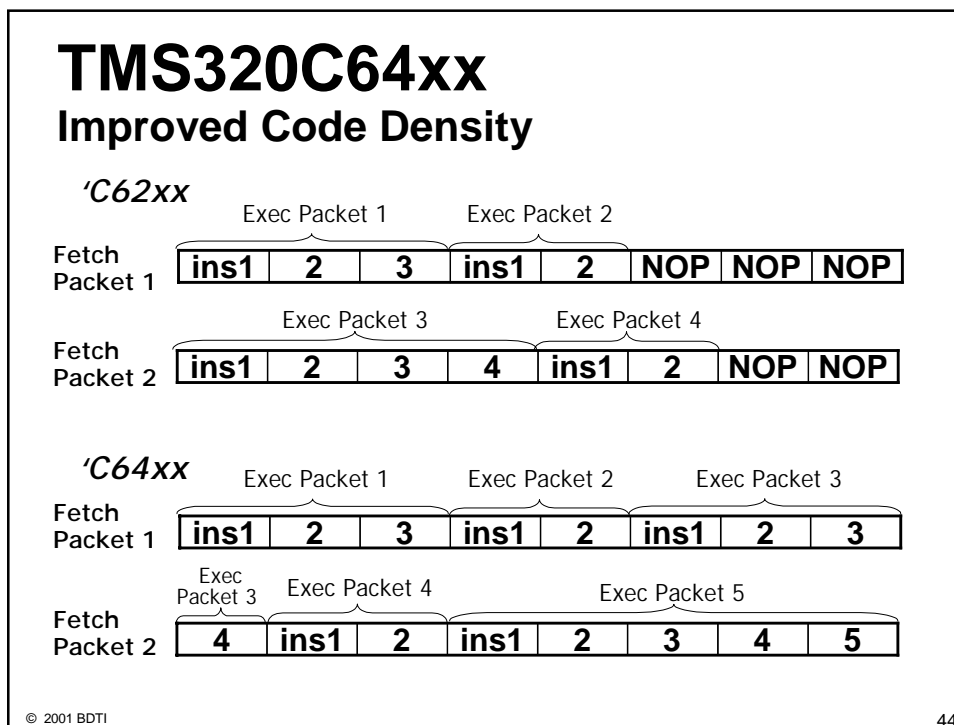 TMS320C64xx
Improved Code Density
'C62xx
Exec Packet 1 Exec Packet 2
Fetch
Packet 1
ins1 2 3 ins1 2 NOP NOP NOP
Exec Packet 3 Exec Packet 4
Fetch
Packet 2
ins1 2 3 4 ins1 2 NOP NOP
'C64xx
Exec Packet 1 Exec Packet 2 Exec Packet 3
Fetch
Packet 1
ins1 2 3 ins1 2 ins1 2 3
Exec
Packet 3
Exec Packet 4 Exec Packet 5
Fetch
Packet 2
4 ins1 2 ins1 2 3 4 5
© 2001 BDTI 44